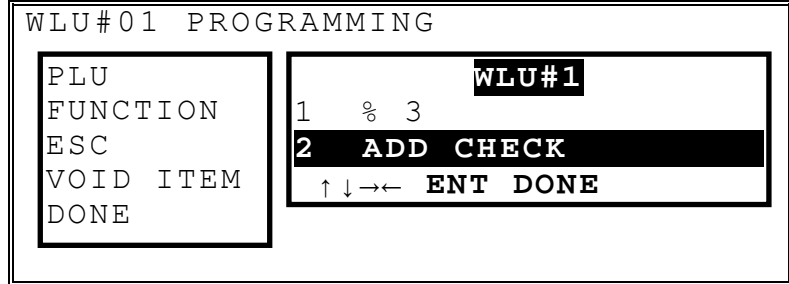 WLU#01 PROGRAMMING
PLU
FUNCTION
ESC
VOID ITEM
DONE
WLU#1
1 % 3
2 ADD CHECK
↑↓→← ENT DONE